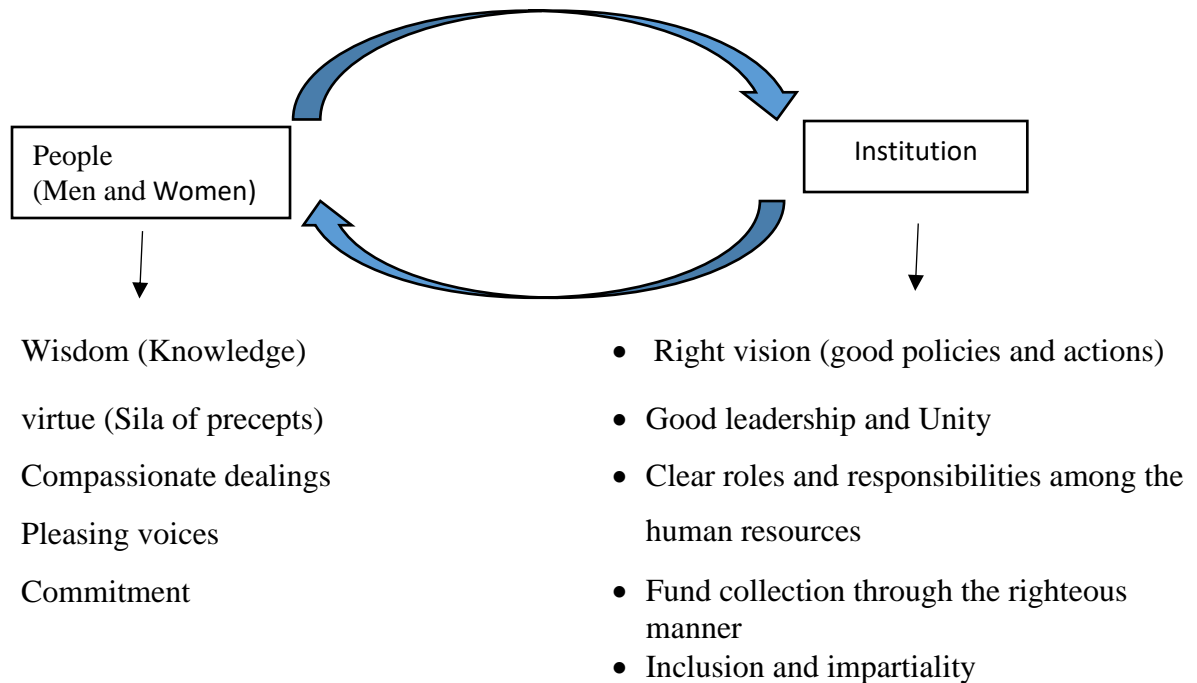 People
(Men and Women)
Institution
Wisdom (Knowledge)
virtue (Sila of precepts)
Compassionate dealings
Pleasing voices
Commitment
• Right vision (good policies and actions)
• Good leadership and Unity
• Clear roles and responsibilities among the
human resources
• Fund collection through the righteous
manner
• Inclusion and impartiality